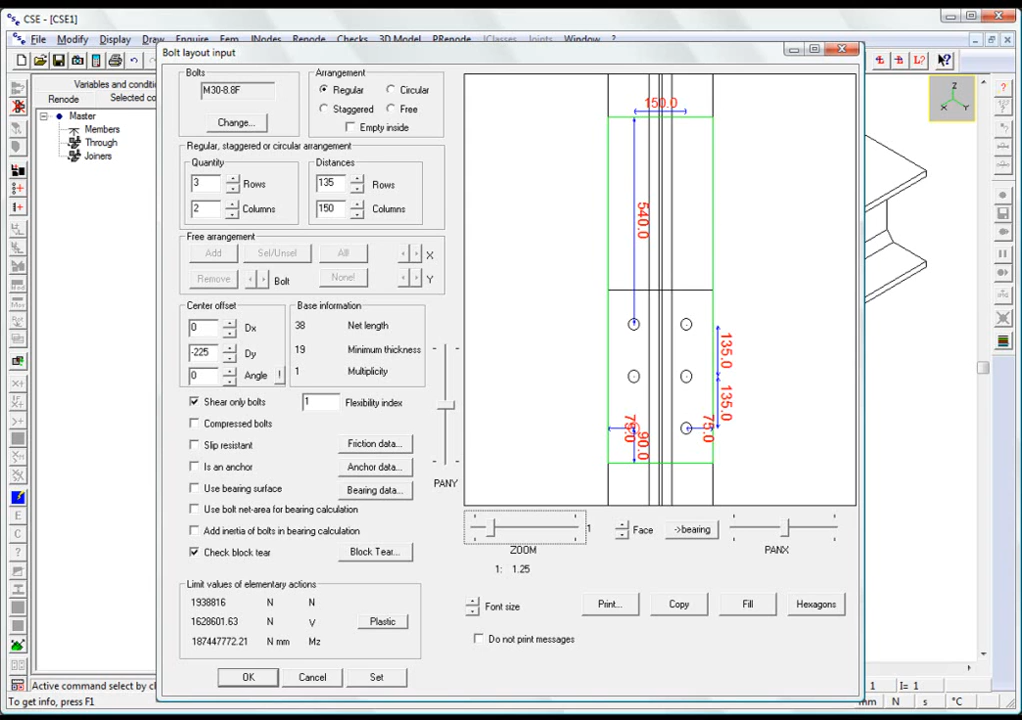 CSE - [CSE1]
File Modify Display Draw Enquire Fem JNodes Renode Checks 3D Model PRenode JClasses Joints Window ?
Variables and conditi
Renode
Selected co
Master
Members
Through
Joiners
Bolt layout input
Bolts
M30-8.8F
Change...
Arrangement
Regular
Circular
Staggered
Free
Empty inside
Regular, staggered or circular arrangement
Quantity
3 Rows
2 Columns
Distances
135 Rows
150 Columns
Free arrangement
Add Sel/Unsel All < > X
Remove < > Bolt None! < > Y
Center offset
0 Dx
-225 Dy
0 Angle !
Base information
38 Net length
19 Minimum thickness
1 Multiplicity
Shear only bolts
1 Flexibility index
Compressed bolts
Slip resistant
Friction data...
Is an anchor
Anchor data...
Use bearing surface
Bearing data...
Use bolt net-area for bearing calculation
Add inertia of bolts in bearing calculation
Check block tear
Block Tear...
PANY
Limit values of elementary actions
1938816 N N
1628601.63 N V
187447772.21 N mm Mz
Plastic
OK Cancel Set
150.0
540.0
135.0
135.0
75.0
90.0
75.0
1
Face
->bearing
ZOOM
PANX
1: 1.25
Font size
Print... Copy Fill Hexagons
Do not print messages
Z
X Y
Active command select by cl
1 I= 1
To get info, press F1
mm N s °C